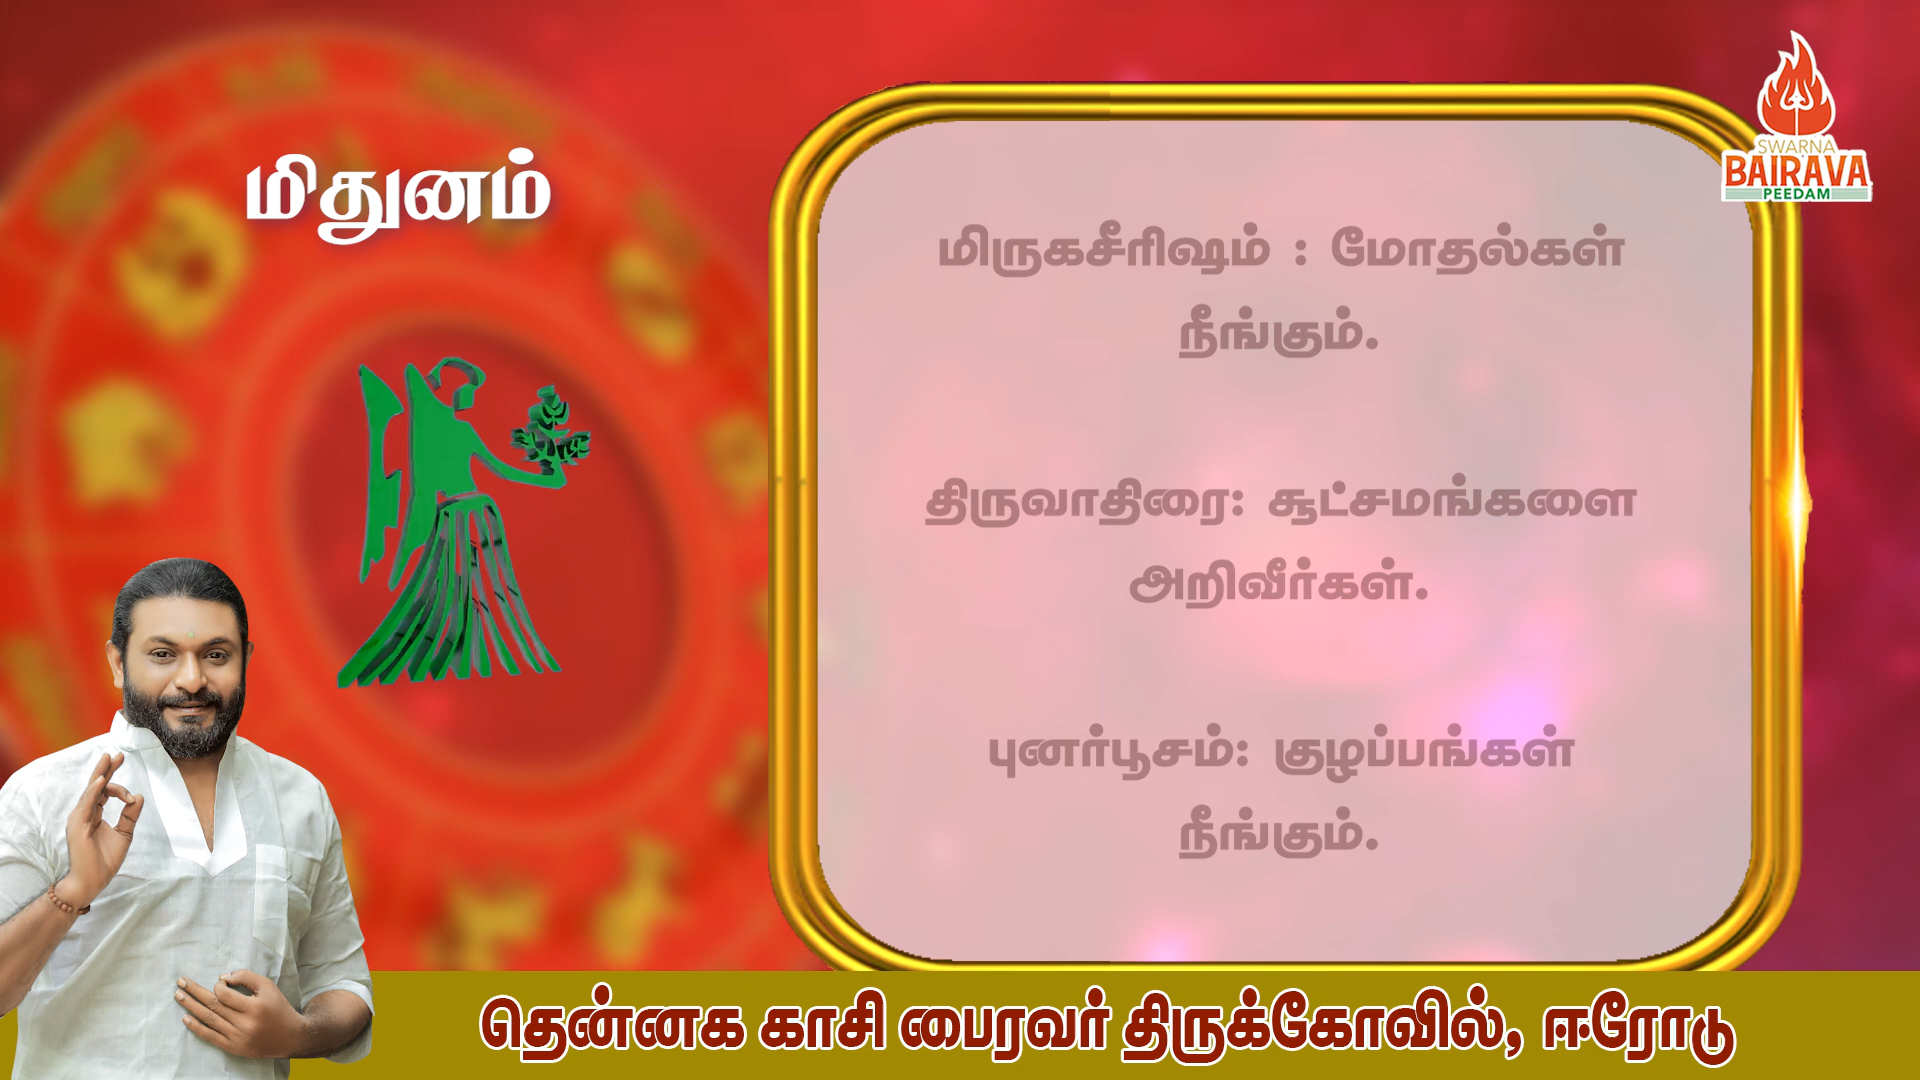 மிதுனம்
SWARNA
BAIRAVA
PEEDAM
மிருகசீரிஷம் : மோதல்கள்
நீங்கும்.
திருவாதிரை: சூட்சமங்களை
அறிவீர்கள்.
புனர்பூசம்: குழப்பங்கள்
நீங்கும்.
தென்னக காசி பைரவர் திருக்கோவில், ஈரோடு